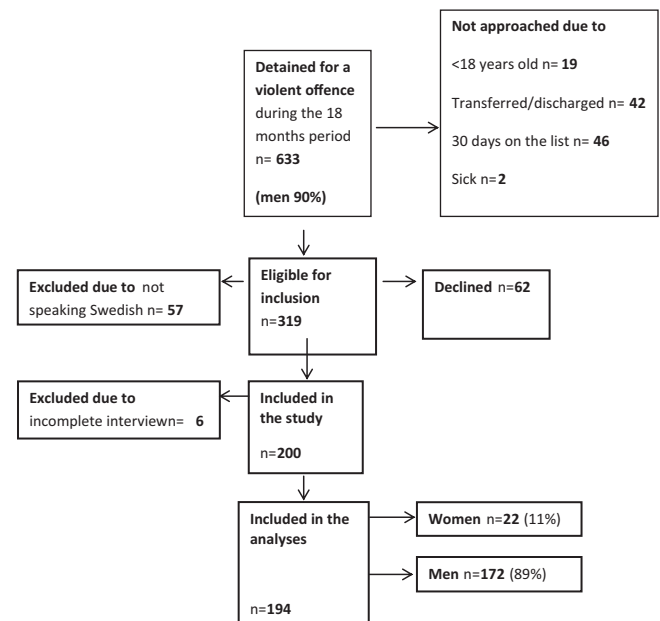 Detained for a
violent offence
during the 18
months period
n= 633
(men 90%)
Not approached due to
<18 years old n= 19
Transferred/discharged n= 42
30 days on the list n= 46
Sick n=2
Excluded due to not
speaking Swedish n= 57
Eligible for
inclusion
n=319
Declined n=62
Excluded due to
incomplete interviewn= 6
Included in
the study
n=200
Included in the
analyses
n=194
Women n=22 (11%)
Men n=172 (89%)